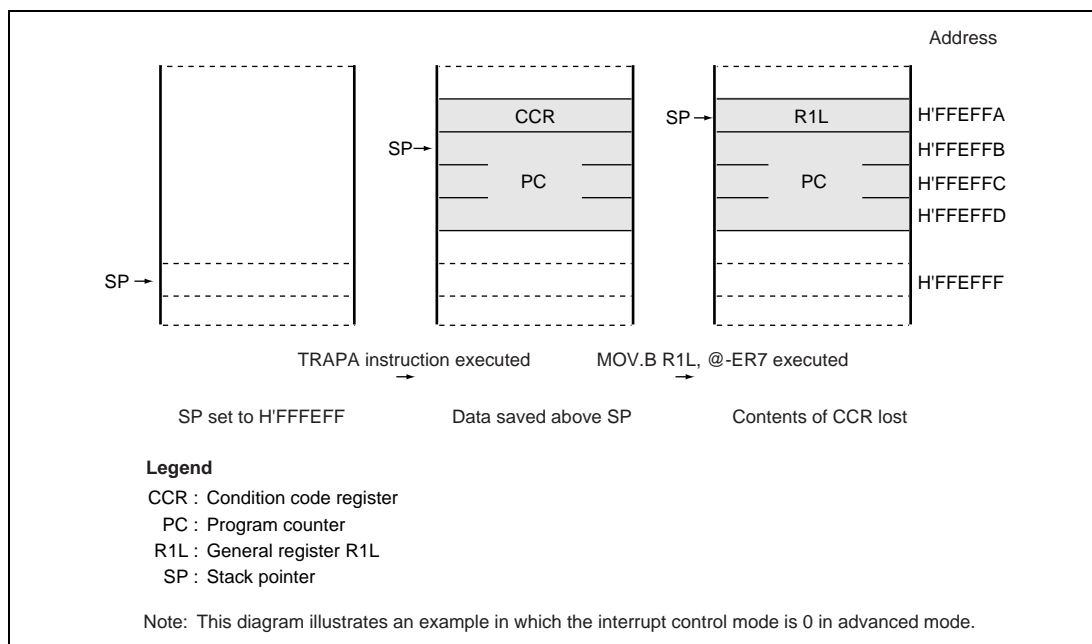 Address
CCR
SP
R1L
H'FFEFFA
SP
H'FFEFFB
PC
PC
H'FFEFFC
H'FFEFFD
SP
H'FFEFFF
TRAPA instruction executed
MOV.B R1L, @-ER7 executed
SP set to H'FFFEFF
Data saved above SP
Contents of CCR lost
Legend
CCR : Condition code register
PC : Program counter
R1L : General register R1L
SP : Stack pointer
Note: This diagram illustrates an example in which the interrupt control mode is 0 in advanced mode.